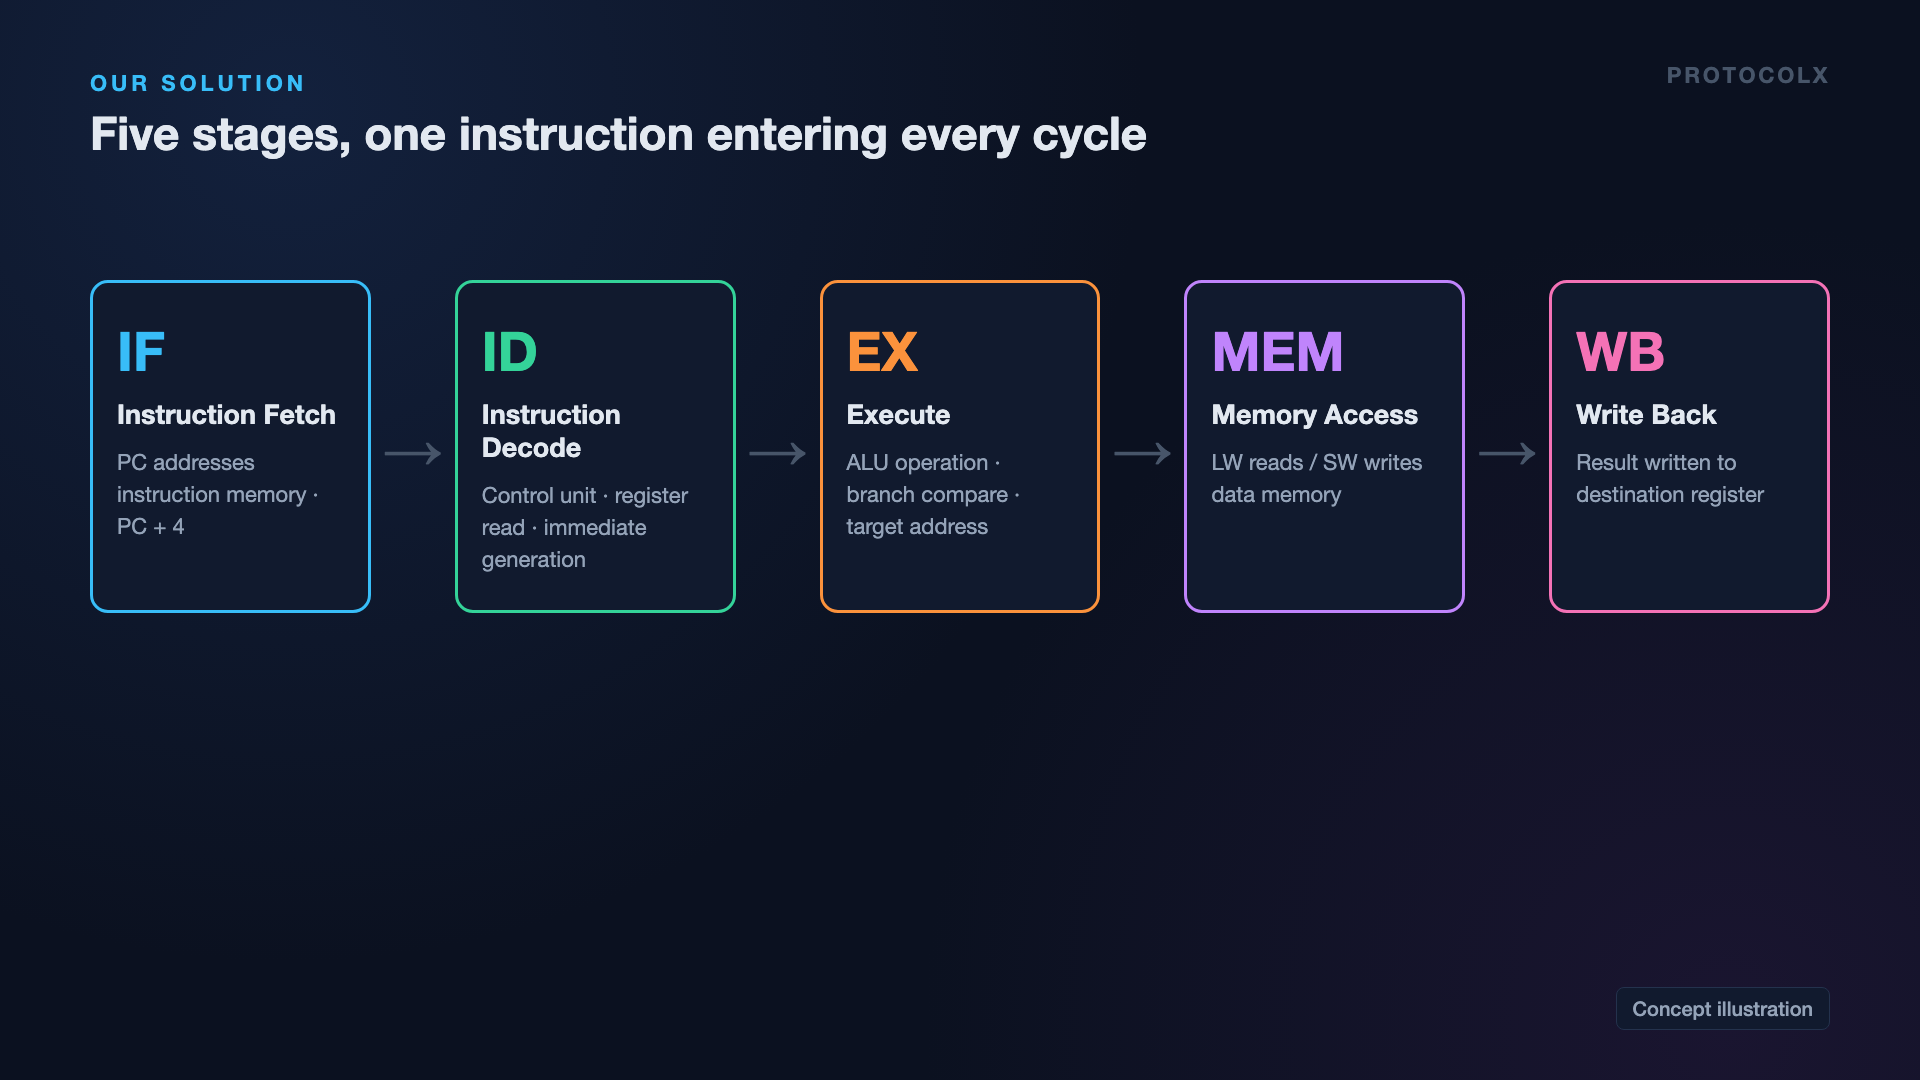 OUR SOLUTION
PROTOCOLX
Five stages, one instruction entering every cycle
IF
Instruction Fetch
PC addresses
instruction memory ·
PC + 4
ID
Instruction
Decode
Control unit · register
read · immediate
generation
EX
Execute
ALU operation ·
branch compare ·
target address
MEM
Memory Access
LW reads / SW writes
data memory
WB
Write Back
Result written to
destination register
Concept illustration